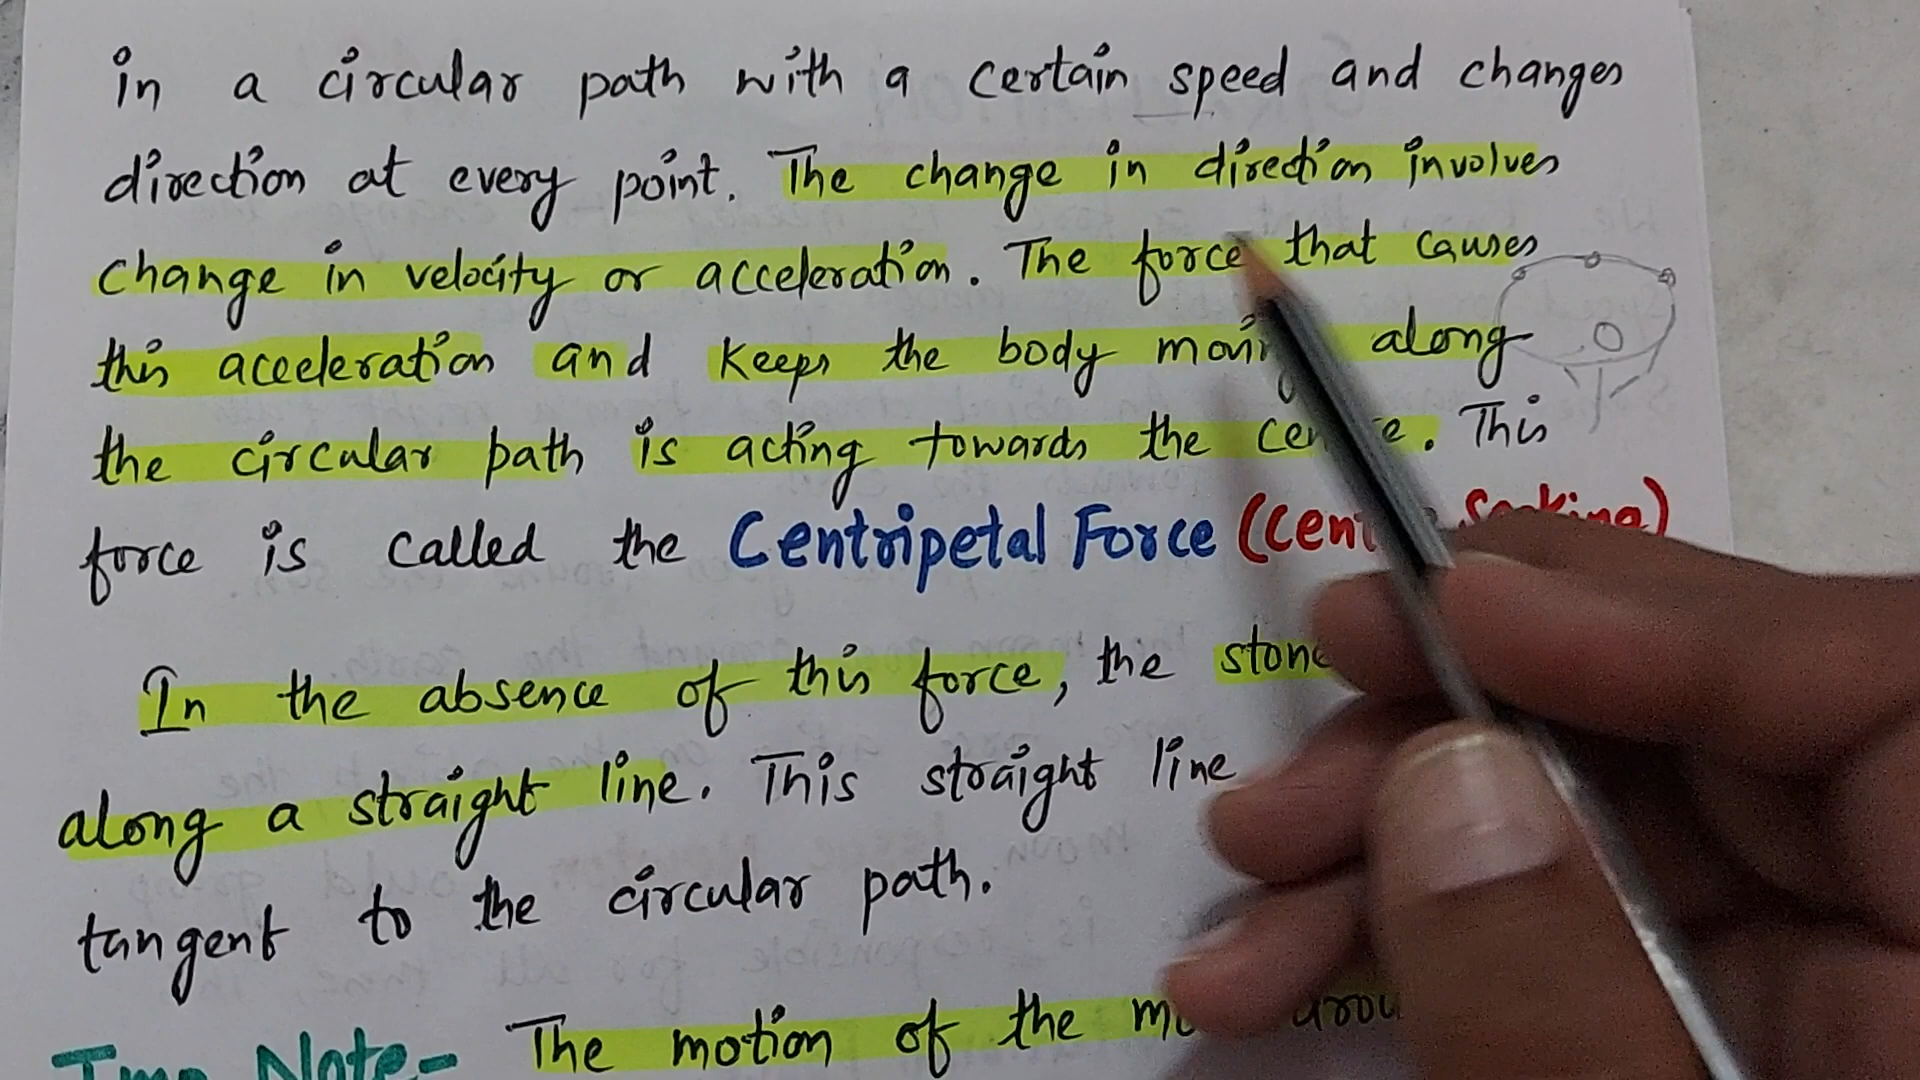 in a circular path with a certain speed and changes
direction at every point. The change in direction involves
change in velocity or acceleration. The force that causes
this acceleration and keeps the body along
the circular path is acting towards the. This
force is called the Centripetal Force
In the absence of this force, the
along a straight line. This straight line
tangent to the circular path.
Imp Note- The motion of the